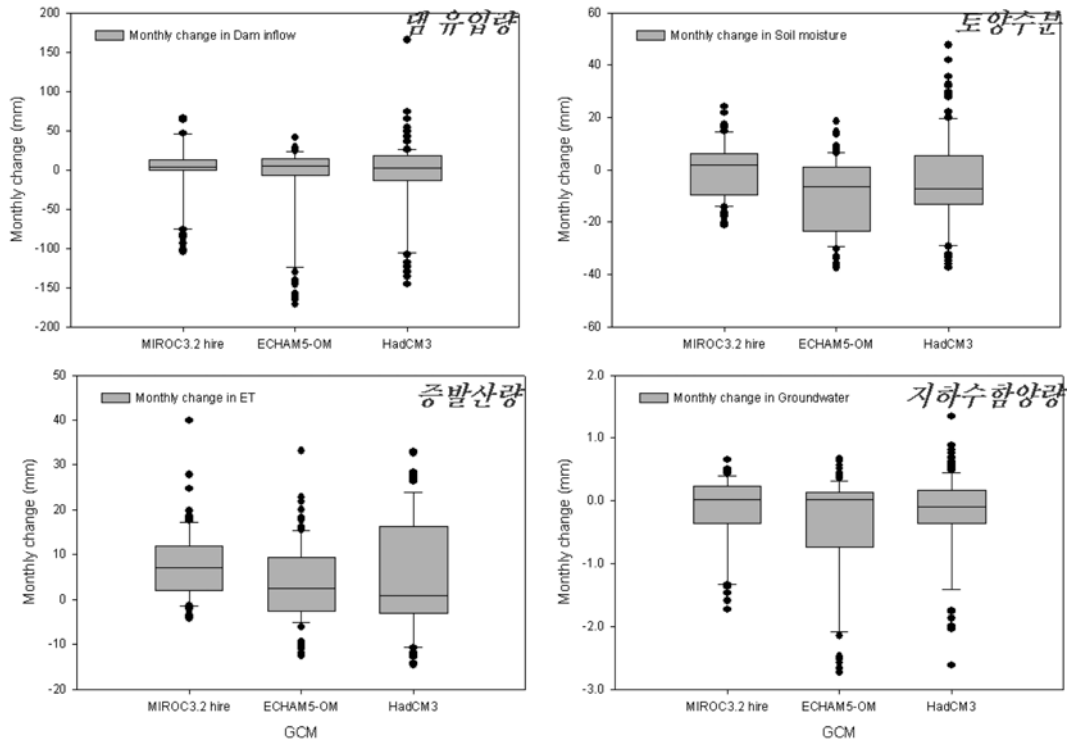 댐 유입량
Monthly change in Dam inflow
Monthly change (mm)
200
150
100
50
0
-50
-100
-150
-200
MIROC3.2 hire
ECHAM5-OM
HadCM3
토양수분
Monthly change in Soil moisture
Monthly change (mm)
60
40
20
0
-20
-40
-60
MIROC3.2 hire
ECHAM5-OM
HadCM3
증발산량
Monthly change in ET
Monthly change (mm)
50
40
30
20
10
0
-10
-20
MIROC3.2 hire
ECHAM5-OM
HadCM3
GCM
지하수함양량
Monthly change in Groundwater
Monthly change (mm)
2.0
1.0
0.0
-1.0
-2.0
-3.0
MIROC3.2 hire
ECHAM5-OM
HadCM3
GCM